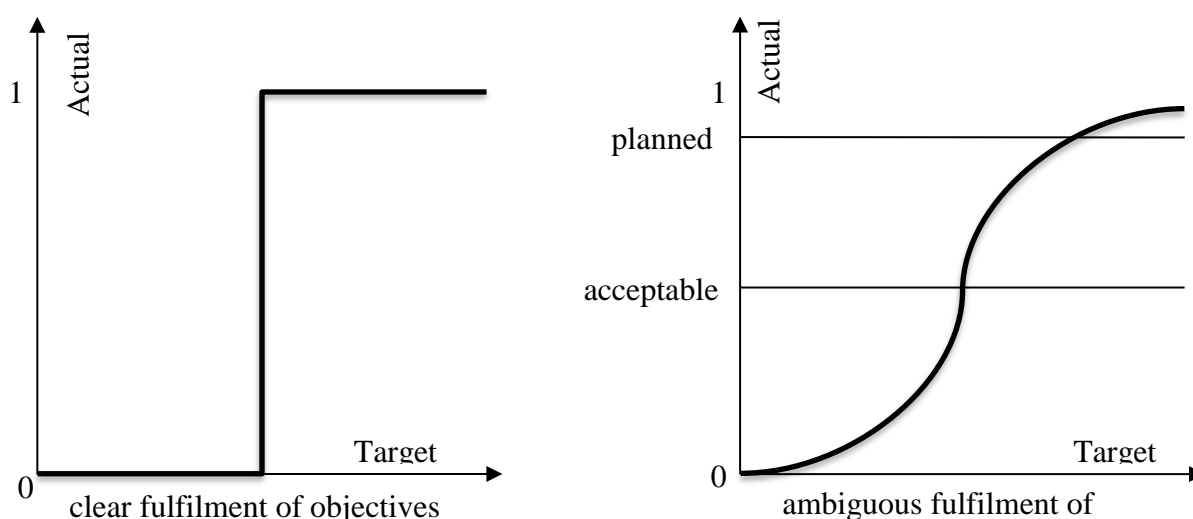 Actual
1
Target
0
clear fulfilment of objectives
Actual
1
planned
acceptable
Target
0
ambiguous fulfilment of